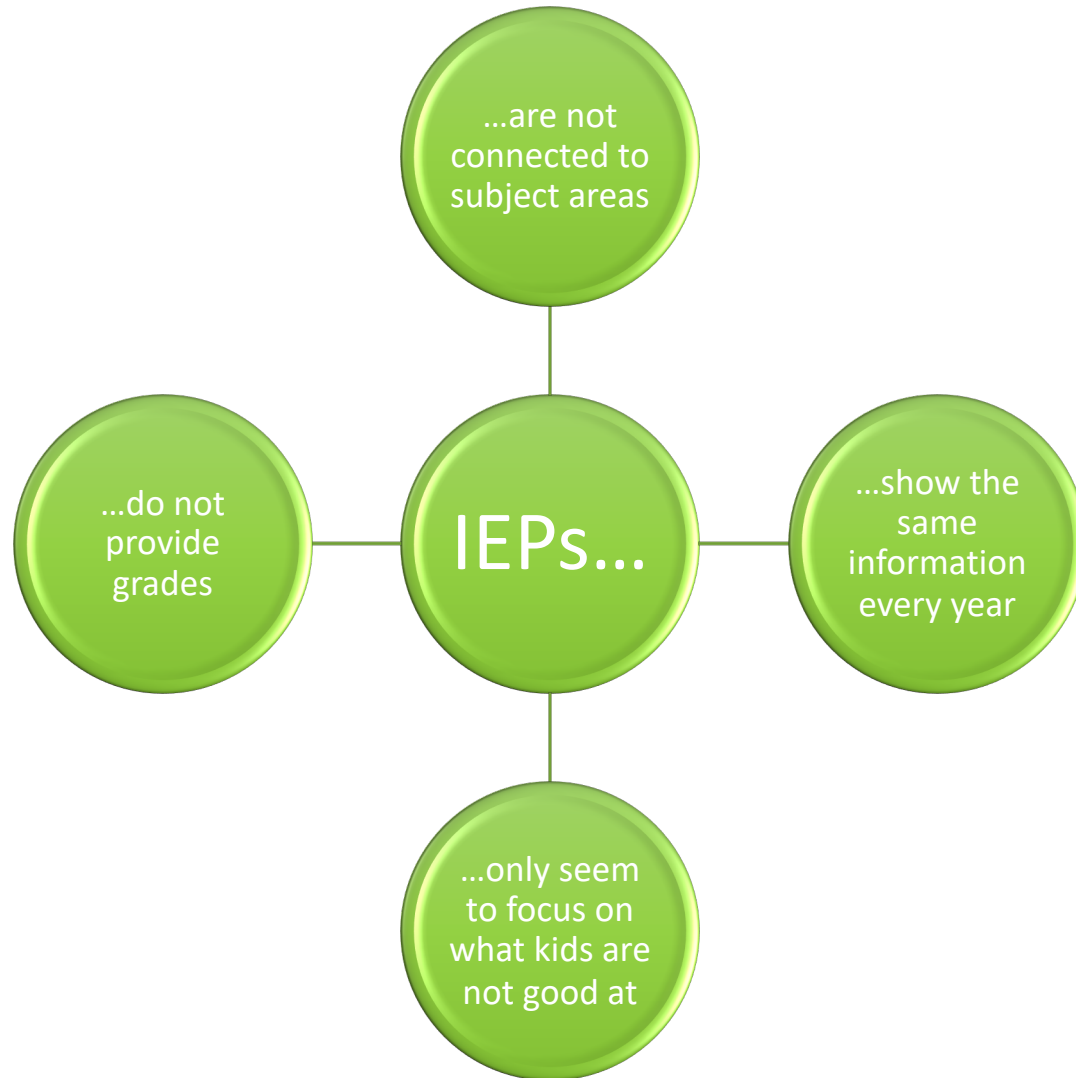 ...are not
connected to
subject areas
...do not
provide
grades
IEPs...
...show the
same
information
every year
...only seem
to focus on
what kids are
not good at